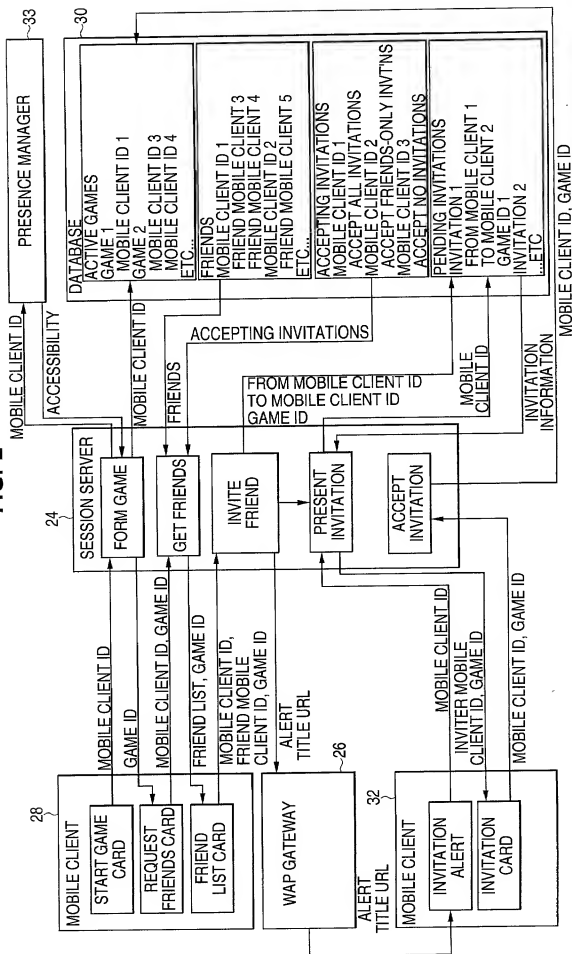 FIG. 2
33
PRESENCE MANAGER
MOBILE CLIENT ID
ACCESSIBILITY
30
DATABASE
ACTIVE GAMES
GAME 1
MOBILE CLIENT ID 1
GAME 2
MOBILE CLIENT ID 3
MOBILE CLIENT ID 4
ETC...
FRIENDS
MOBILE CLIENT ID 1
FRIEND MOBILE CLIENT 3
FRIEND MOBILE CLIENT 4
MOBILE CLIENT ID 2
FRIEND MOBILE CLIENT 5
ETC...
ACCEPTING INVITATIONS
MOBILE CLIENT ID 1
ACCEPT ALL INVITATIONS
MOBILE CLIENT ID 2
ACCEPT FRIENDS-ONLY INVT'NS
MOBILE CLIENT ID 3
ACCEPT NO INVITATIONS
PENDING INVITATIONS
INVITATION 1
FROM MOBILE CLIENT 1
TO MOBILE CLIENT 2
GAME ID 1
INVITATION 2
...ETC
MOBILE CLIENT ID
FRIENDS
ACCEPTING INVITATIONS
FROM MOBILE CLIENT ID
TO MOBILE CLIENT ID
GAME ID
MOBILE
CLIENT ID
INVITATION
INFORMATION
MOBILE CLIENT ID, GAME ID
24
SESSION SERVER
FORM GAME
GET FRIENDS
INVITE
FRIEND
PRESENT
INVITATION
ACCEPT
INVITATION
MOBILE CLIENT ID
GAME ID
MOBILE CLIENT ID, GAME ID
FRIEND LIST, GAME ID
MOBILE CLIENT ID,
FRIEND MOBILE
CLIENT ID, GAME ID
ALERT
TITLE URL
MOBILE CLIENT ID
INVITER MOBILE
CLIENT ID, GAME ID
MOBILE CLIENT ID, GAME ID
28
MOBILE CLIENT
START GAME
CARD
REQUEST
FRIENDS CARD
FRIEND
LIST CARD
26
WAP GATEWAY
ALERT
TITLE URL
32
MOBILE CLIENT
INVITATION
ALERT
INVITATION
CARD